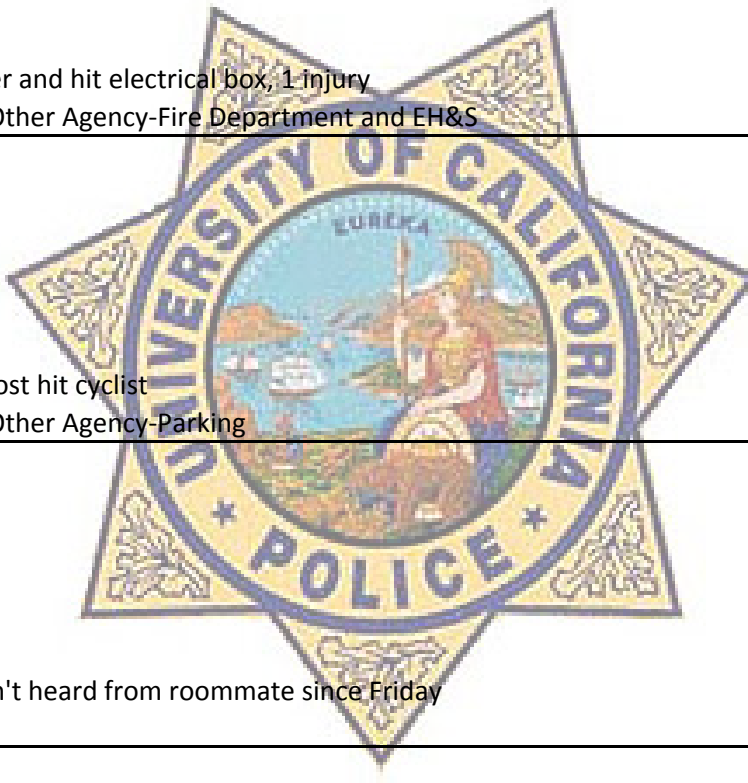 er and hit electrical box, 1 injury
Other Agency-Fire Department and EH&S
UNIVERSITY OF CALIFORNIA
EUREKA
ost hit cyclist
Other Agency-Parking
★ POLICE ★
n't heard from roommate since Friday